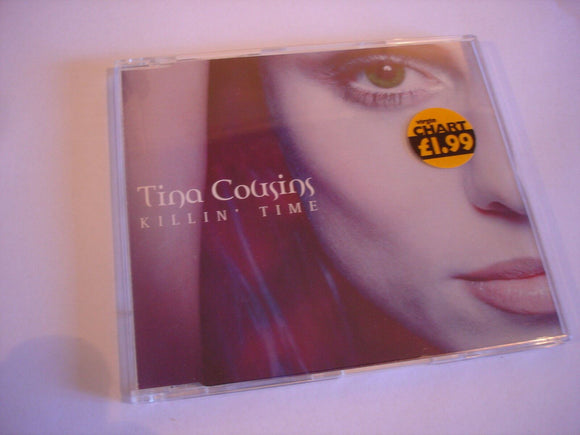 Tina Cousins
KILLIN' TIME
virgin
CHART
£1.99